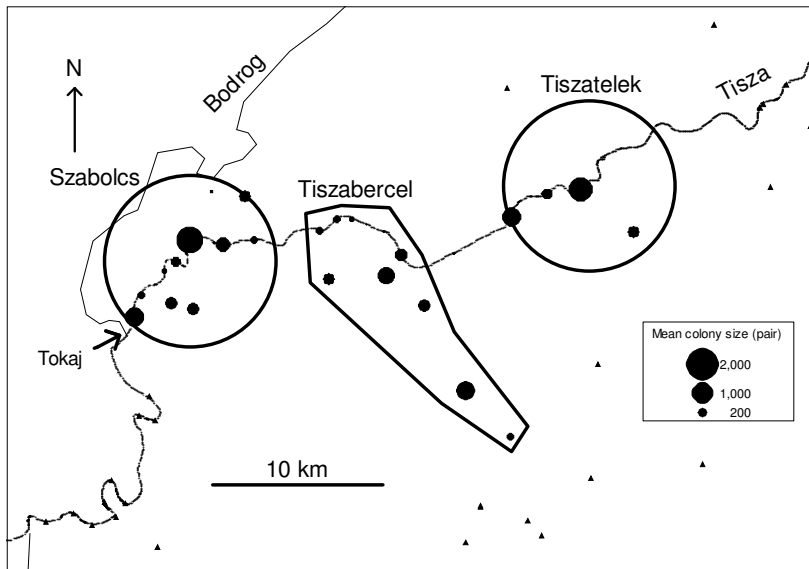 N
Bodrog
Tiszatelek
Tisza
Szabolcs
Tiszabercel
Tokaj
Mean colony size (pair)
2,000
1,000
200
10 km